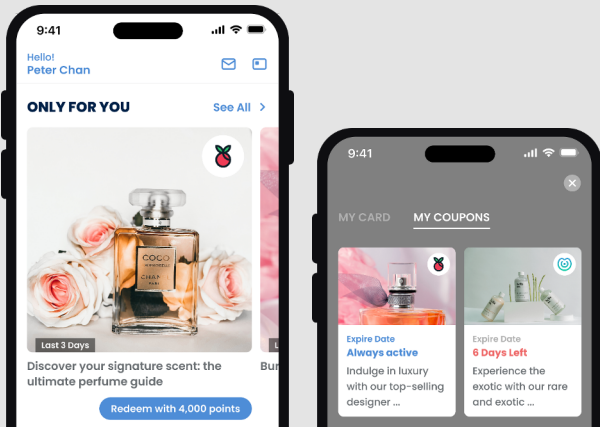 9:41
Hello!
Peter Chan
ONLY FOR YOU
See All
COCO
CHANEL
PARIS
Last 3 Days
Discover your signature scent: the
ultimate perfume guide
Redeem with 4,000 points
L
Bur
9:41
MY CARD
MY COUPONS
Expire Date
Always active
Indulge in luxury
with our top-selling
designer ...
Expire Date
6 Days Left
Experience the
exotic with our rare
and exotic ...